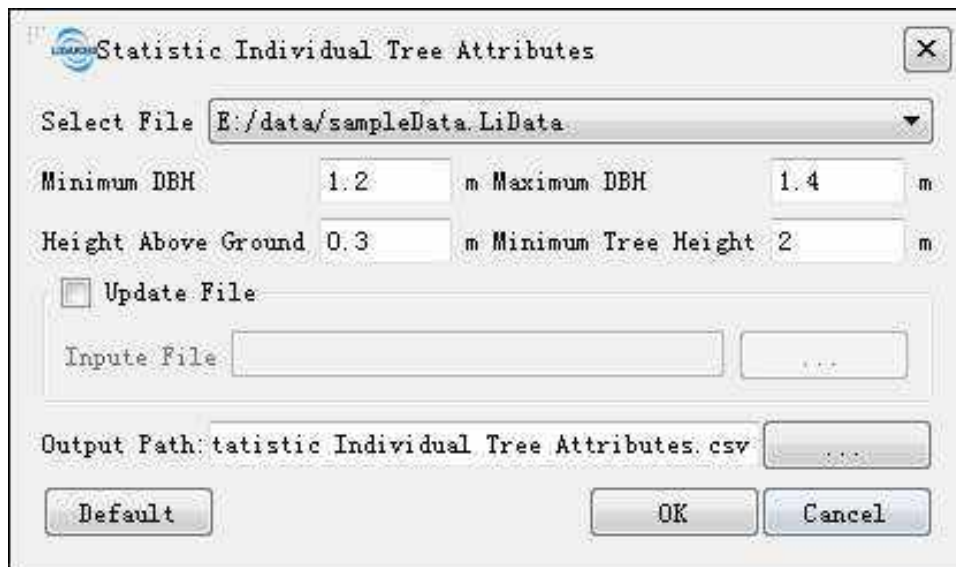 Statistic Individual Tree Attributes
Select File E:/data/sampleData.LiData
Minimum DBH 1.2 m Maximum DBH 1.4 m
Height Above Ground 0.3 m Minimum Tree Height 2 m
Update File
Inpute File ...
Output Path: tatistic Individual Tree Attributes.csv ...
Default OK Cancel